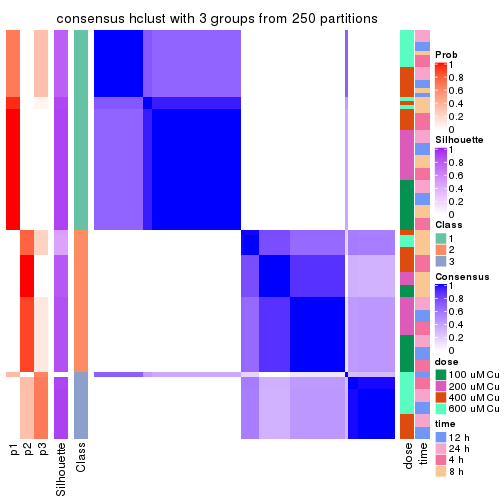 consensus hclust with 3 groups from 250 partitions
Prob
1
0.8
0.6
0.4
0.2
0
Silhouette
1
0.8
0.6
0.4
0.2
0
Class
1
2
3
Consensus
1
0.8
0.6
0.4
0.2
0
dose
100 uM Cu
200 uM Cu
400 uM Cu
600 uM Cu
time
12 h
24 h
4 h
8 h
p1
p2
p3
Silhouette
Class
dose
time